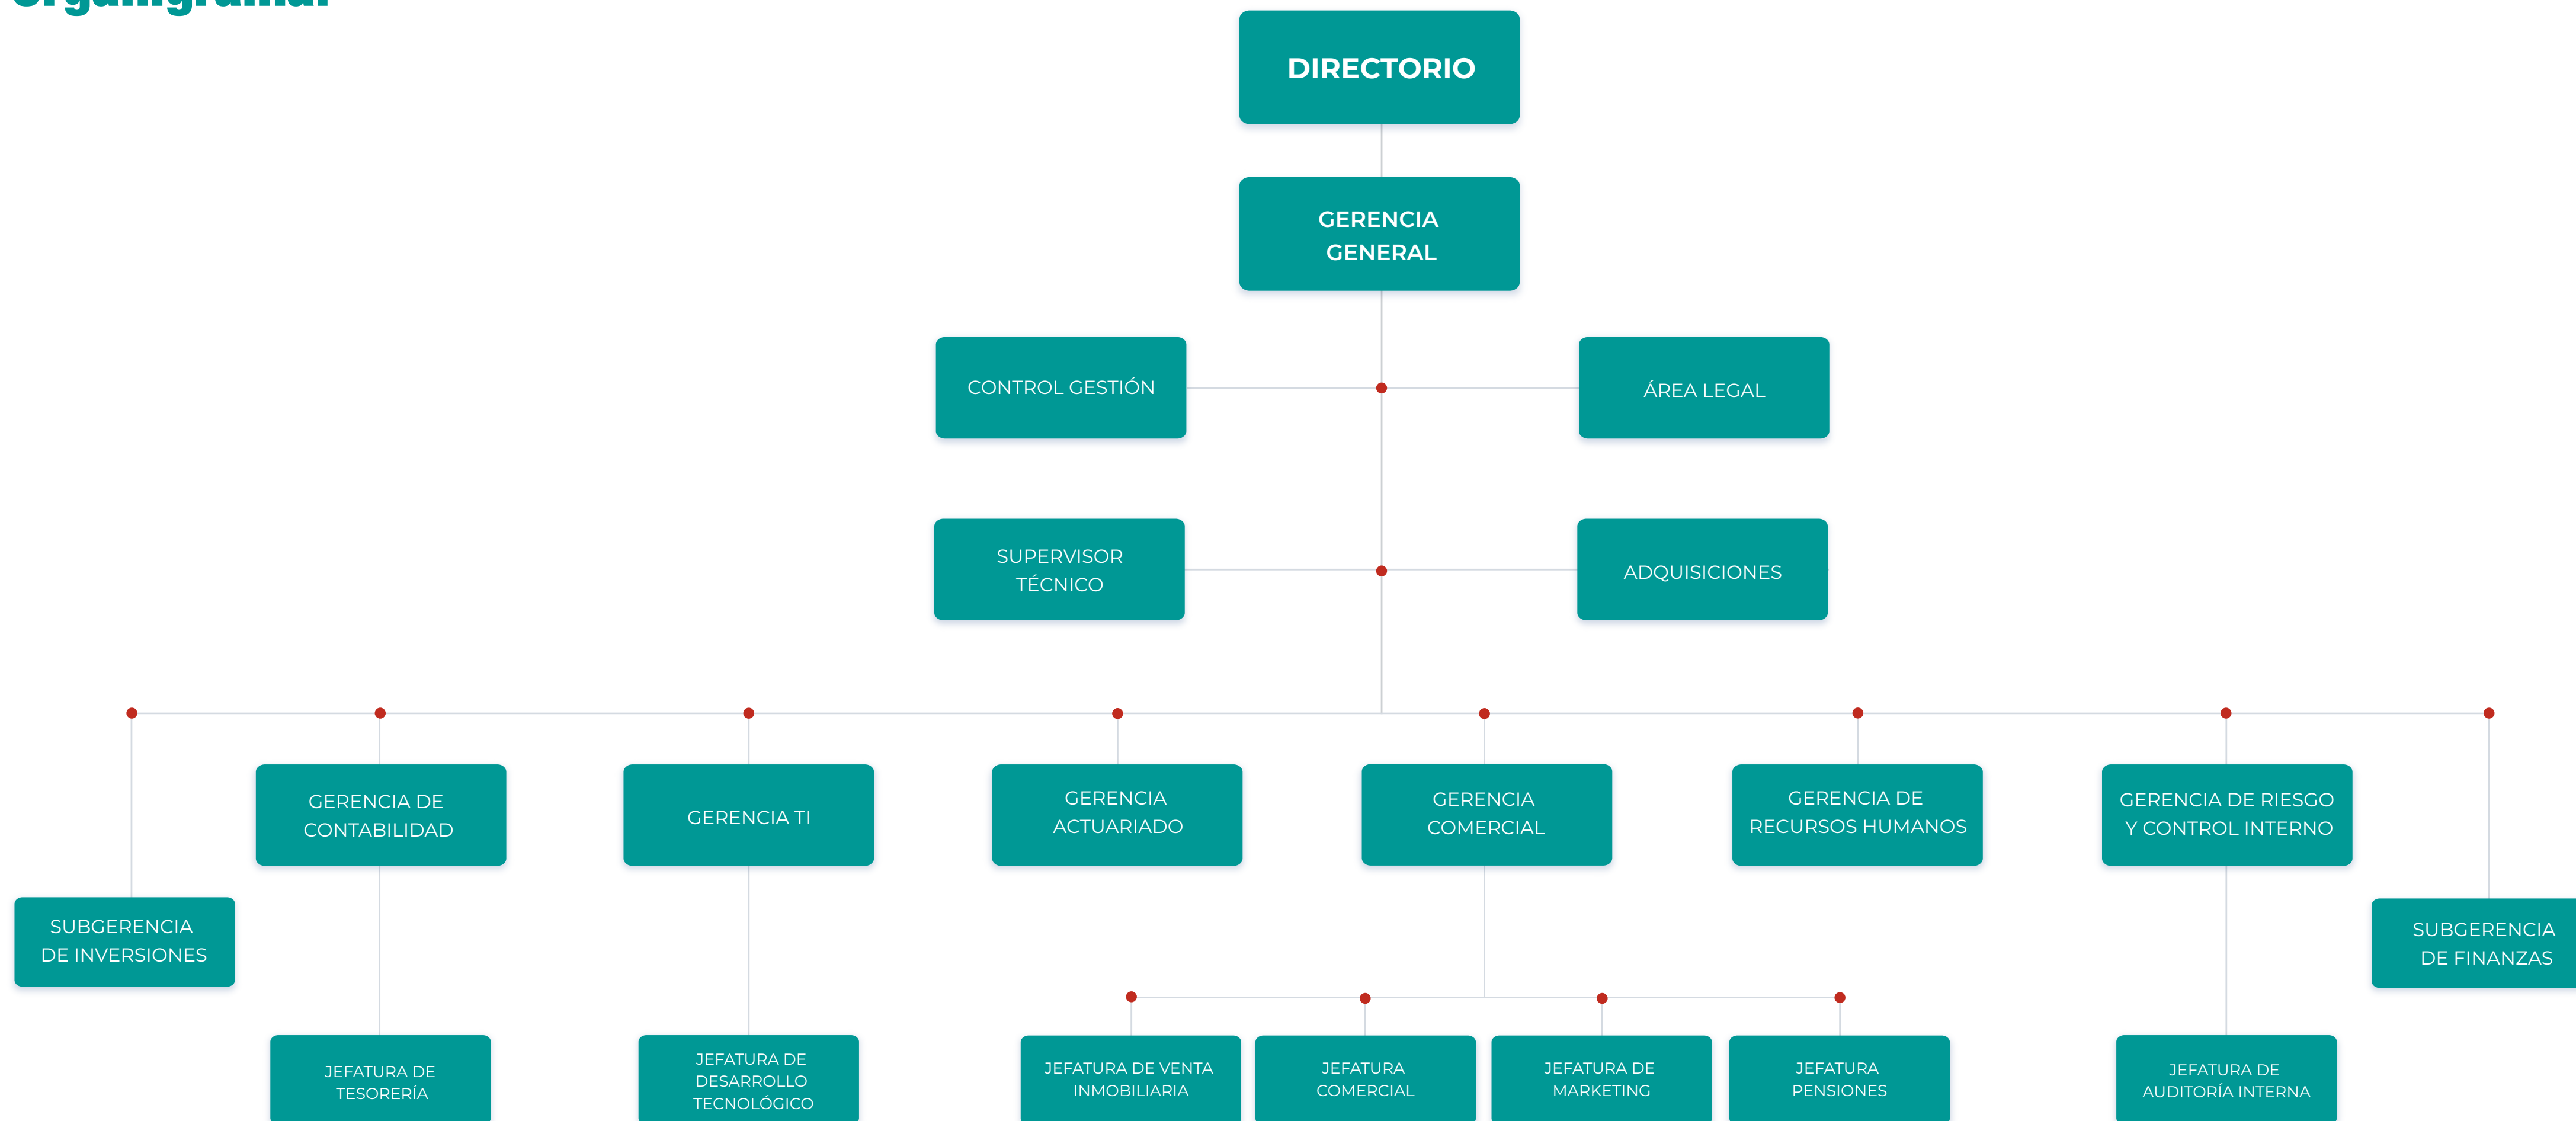 Organigrama.
DIRECTORIO
GERENCIA
GENERAL
CONTROL GESTIÓN
ÁREA LEGAL
SUPERVISOR
TÉCNICO
ADQUISICIONES
GERENCIA DE
CONTABILIDAD
GERENCIA TI
GERENCIA
ACTUARIADO
GERENCIA
COMERCIAL
GERENCIA DE
RECURSOS HUMANOS
GERENCIA DE RIESGO
Y CONTROL INTERNO
SUBGERENCIA
DE INVERSIONES
SUBGERENCIA
DE FINANZAS
JEFATURA DE
TESORERÍA
JEFATURA DE
DESARROLLO
TECNOLÓGICO
JEFATURA DE VENTA
INMOBILIARIA
JEFATURA
COMERCIAL
JEFATURA DE
MARKETING
JEFATURA
PENSIONES
JEFATURA DE
AUDITORÍA INTERNA